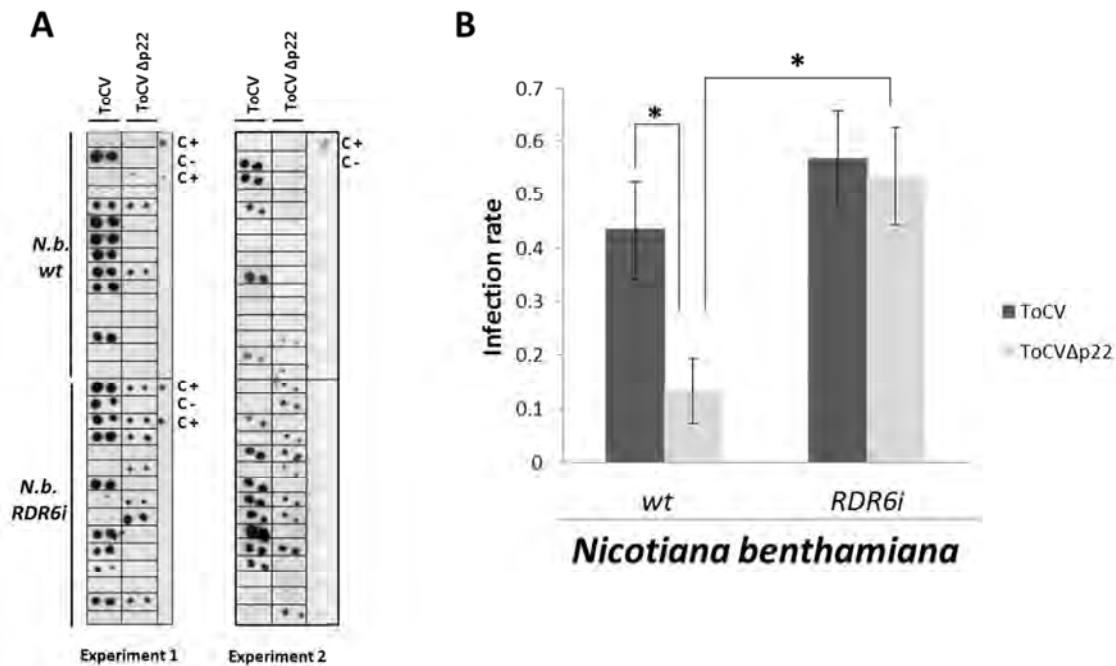 A
ToCV
ToCV Δp22
ToCV
ToCV Δp22
C+
C-
C+
C+
C-
N.b.
wt
C+
C-
C+
N.b.
RDR6i
Experiment 1
Experiment 2
B
*
*
0.7
0.6
0.5
0.4
0.3
0.2
0.1
0
Infection rate
wt
RDR6i
Nicotiana benthamiana
ToCV
ToCVΔp22